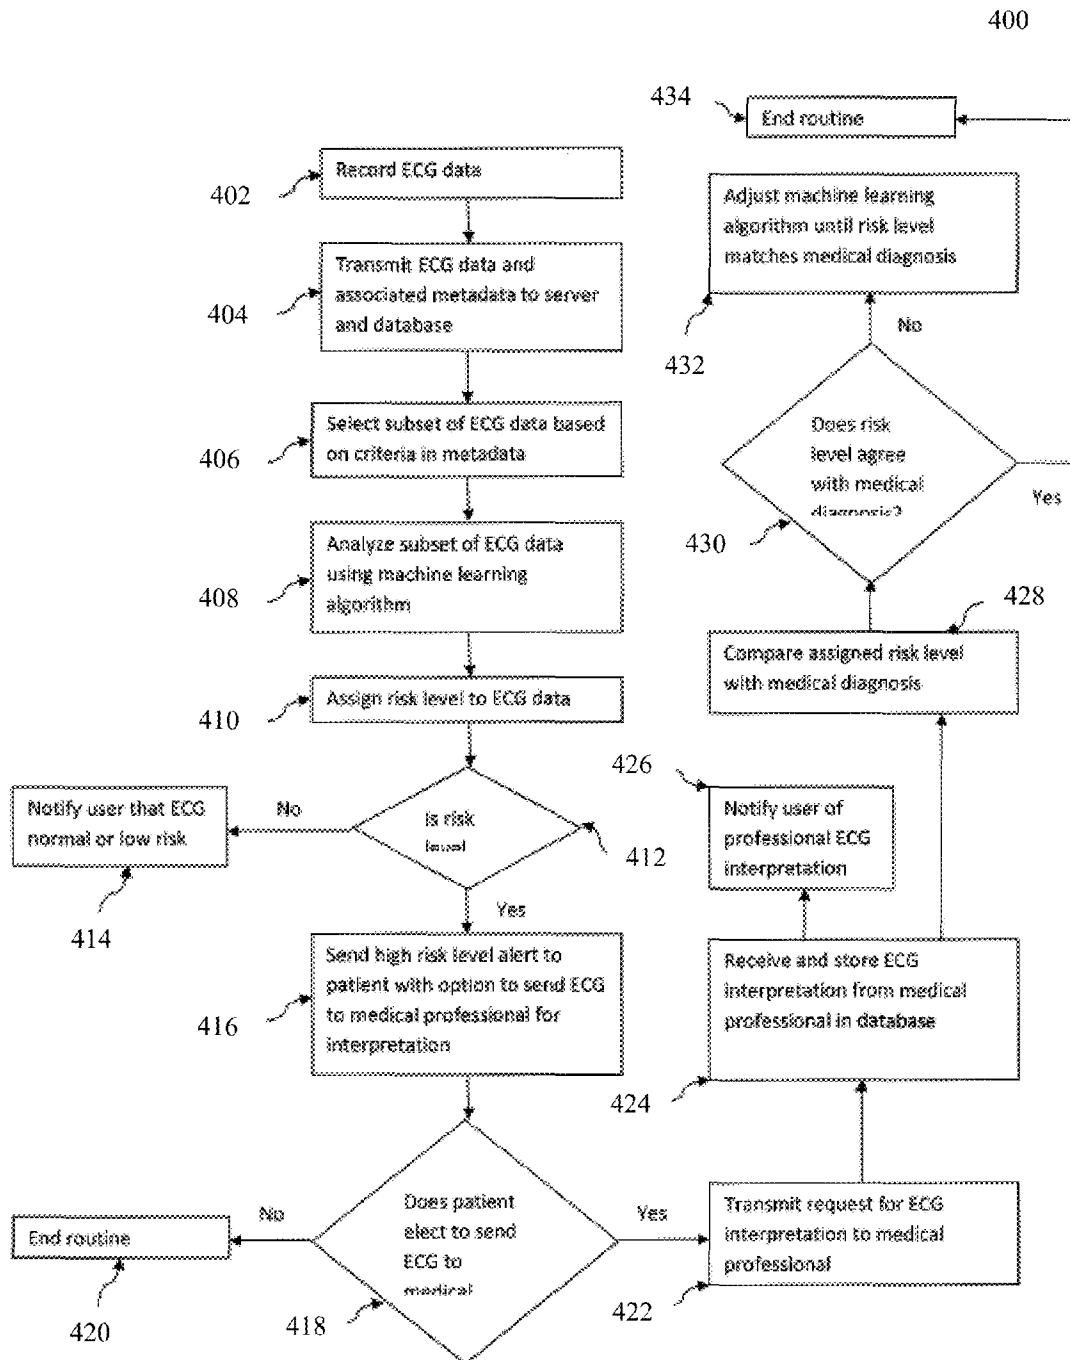 400
402
Record ECG data
404
Transmit ECG data and
associated metadata to server
and database
406
Select subset of ECG data based
on criteria in metadata
408
Analyze subset of ECG data
using machine learning
algorithm
410
Assign risk level to ECG data
412
Is risk
level
No
414
Notify user that ECG
normal or low risk
Yes
416
Send high risk level alert to
patient with option to send ECG
to medical professional for
interpretation
418
Does patient
elect to send
ECG to
medical
No
420
End routine
Yes
422
Transmit request for ECG
interpretation to medical
professional
424
Receive and store ECG
interpretation from medical
professional in database
426
Notify user of
professional ECG
interpretation
428
Compare assigned risk level
with medical diagnosis
430
Does risk
level agree
with medical
diagnosis?
No
432
Adjust machine learning
algorithm until risk level
matches medical diagnosis
Yes
434
End routine